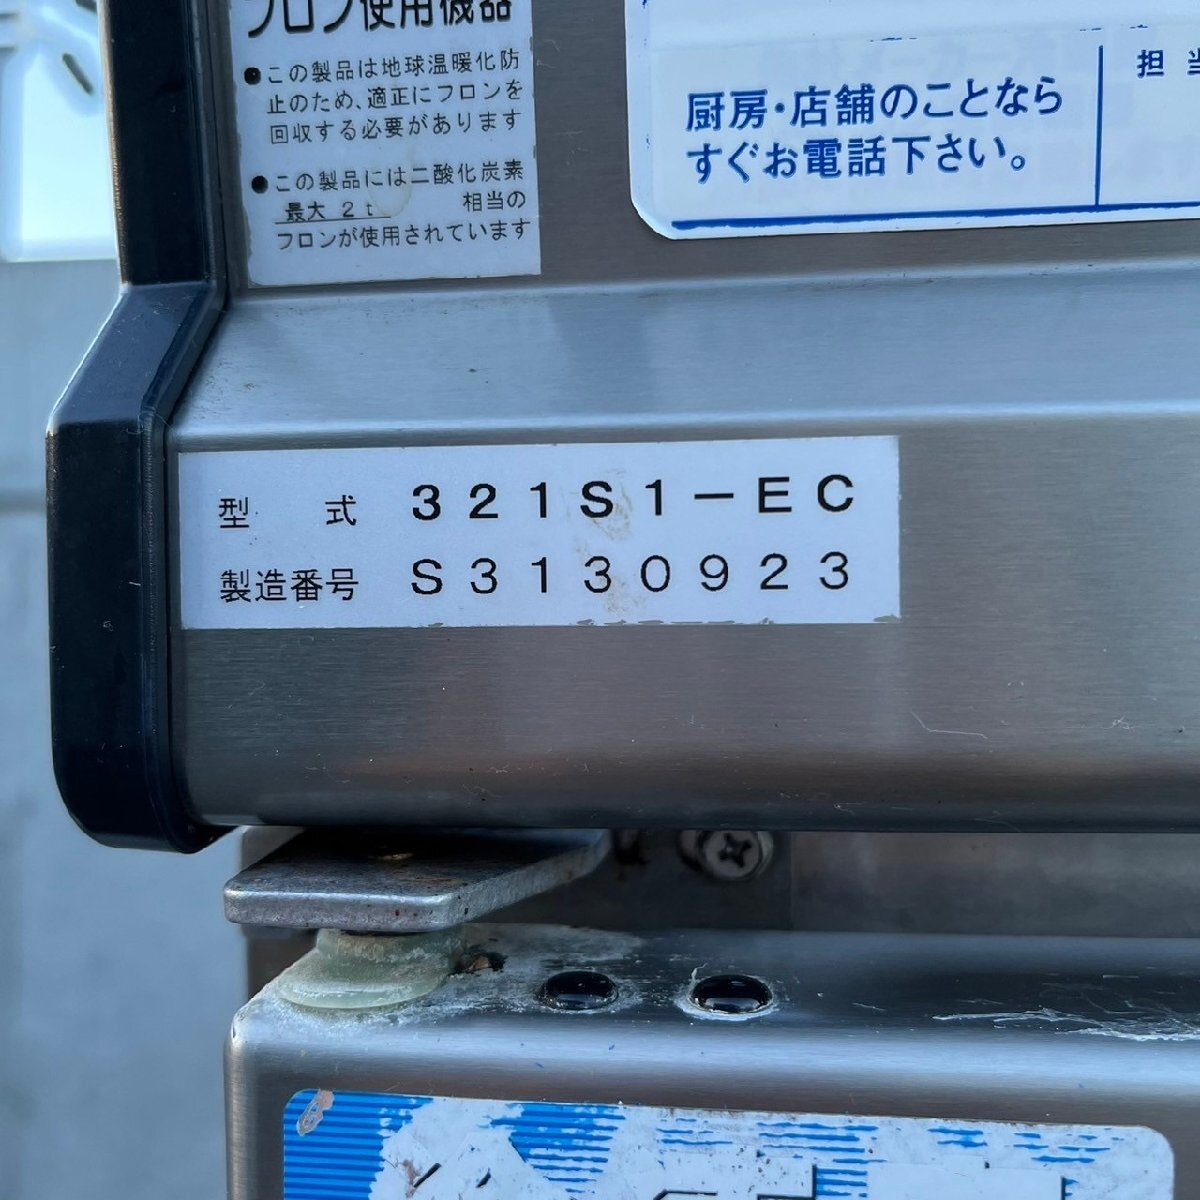 フロン使用機器
●この製品は地球温暖化防
止のため、適正にフロンを
回収する必要があります
●この製品には二酸化炭素
最大 2t 相当の
フロンが使用されています
厨房・店舗のことなら
すぐお電話下さい。
担当
型 式 321S1-EC
製造番号 S3130923